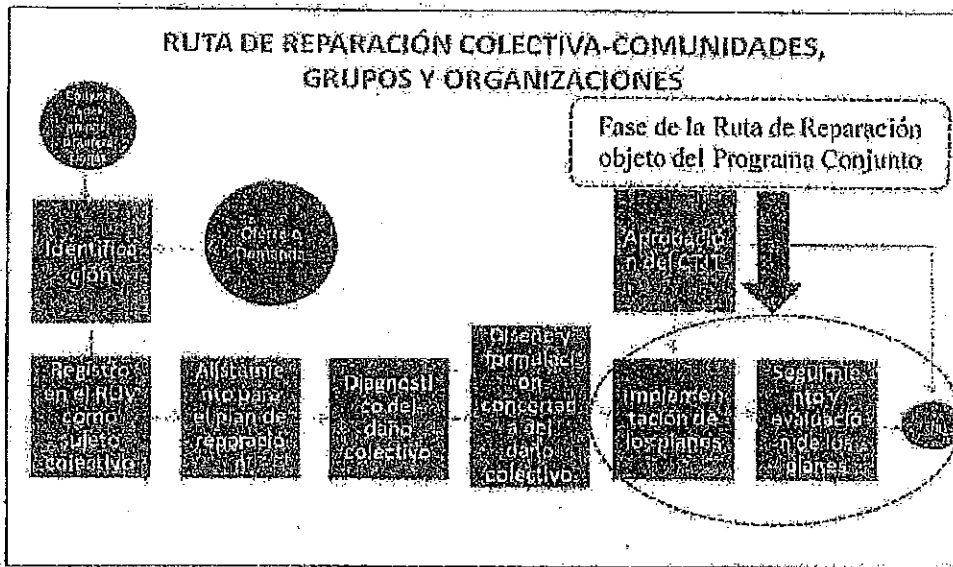 RUTA DE REPARACIÓN COLECTIVA-COMUNIDADES,
GRUPOS Y ORGANIZACIONES
Fase de la Ruta de Reparación
objeto del Programa Conjunto
Identifica
ción
Oferta o
Demanda
Aprobació
n del CTJT
Registro
en el RUV
como
sujeto
colectivo
Alistamie
nto para
el plan de
reparació
n
Diagnósti
co del
daño
colectivo
Diseño y
formulaci
ón
concertad
a del
daño
colectivo
Implemen
tación de
los planes
Seguimie
nto y
evaluació
n de los
planes